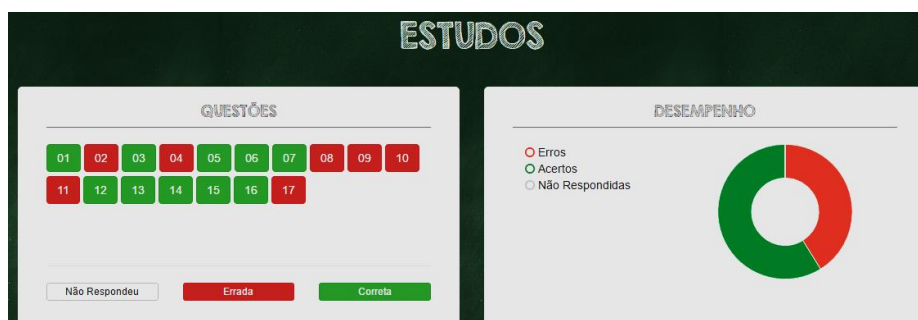 ESTUDOS
QUESTÕES
01 02 03 04 05 06 07 08 09 10
11 12 13 14 15 16 17
Não Respondeu Errada Correta
DESEMPENHO
Erros
Acertos
Não Respondidas